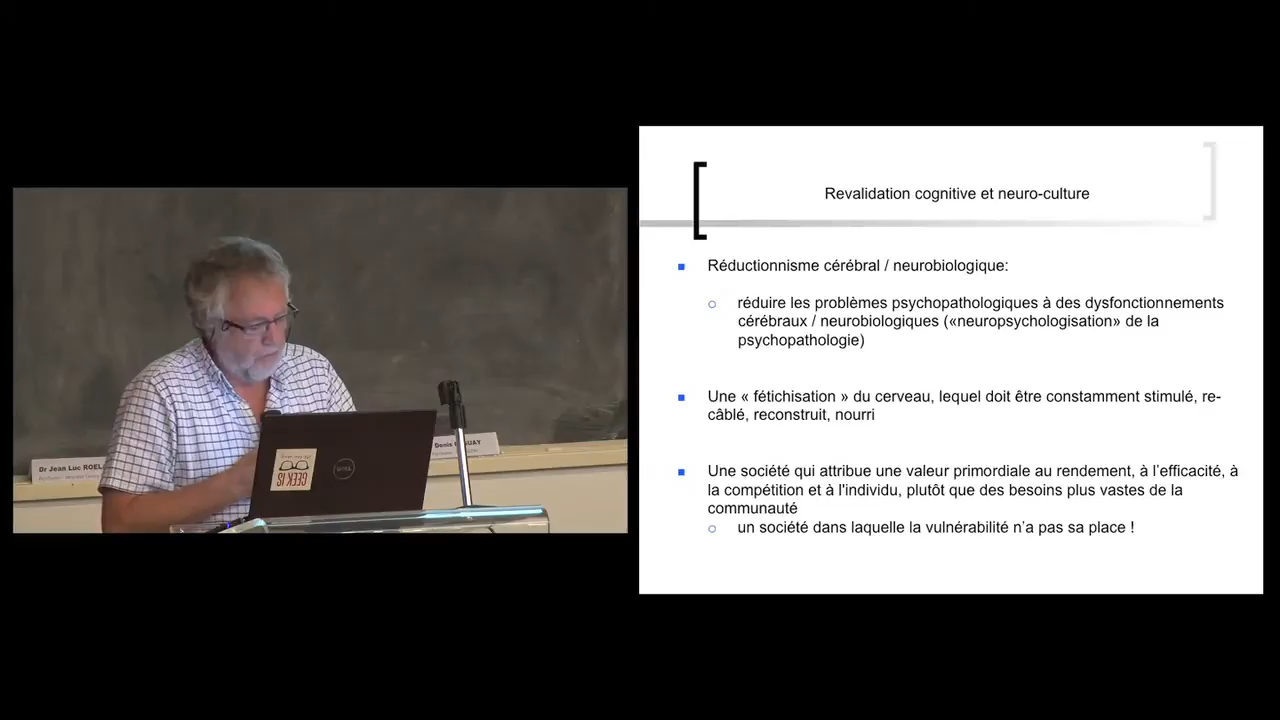 Revalidation cognitive et neuro-culture
Réductionnisme cérébral / neurobiologique:
réduire les problèmes psychopathologiques à des dysfonctionnements
cérébraux / neurobiologiques («neuropsychologisation» de la
psychopathologie)
Une « fétichisation » du cerveau, lequel doit être constamment stimulé, re-
câblé, reconstruit, nourri
Une société qui attribue une valeur primordiale au rendement, à l'efficacité, à
la compétition et à l'individu, plutôt que des besoins plus vastes de la
communauté
un société dans laquelle la vulnérabilité n'a pas sa place !
Dr Jean Luc
Denis
GEEK IS
DELL